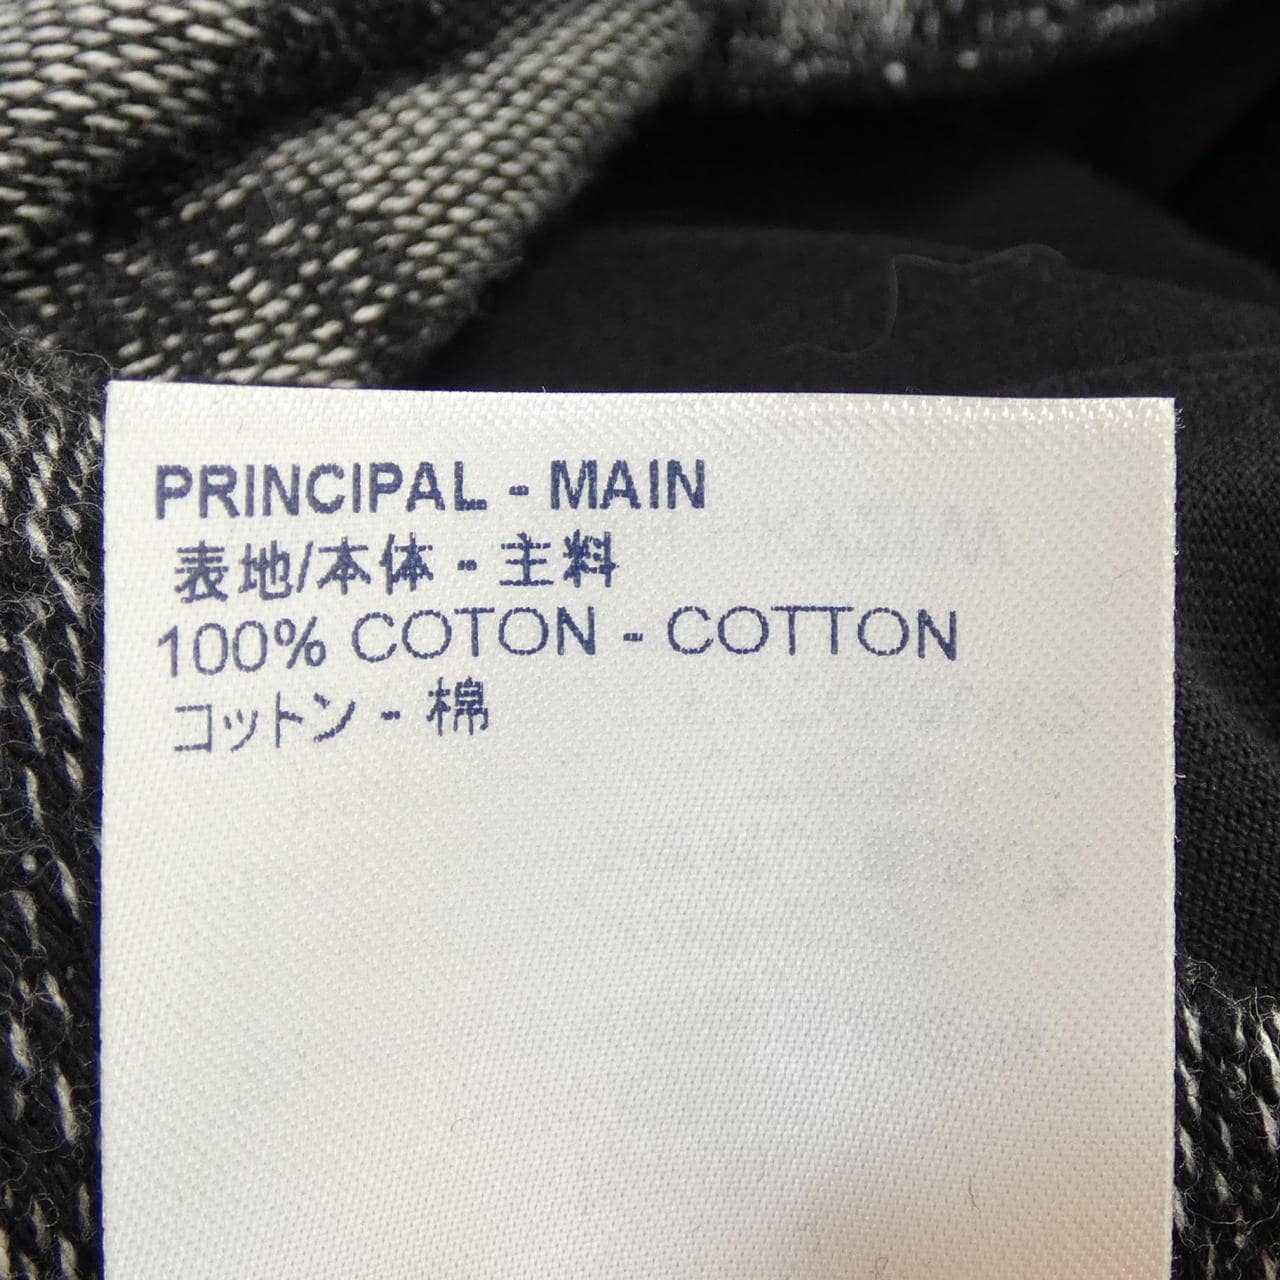 PRINCIPAL - MAIN
表地/本体 - 主料
100% COTON - COTTON
コットン - 棉